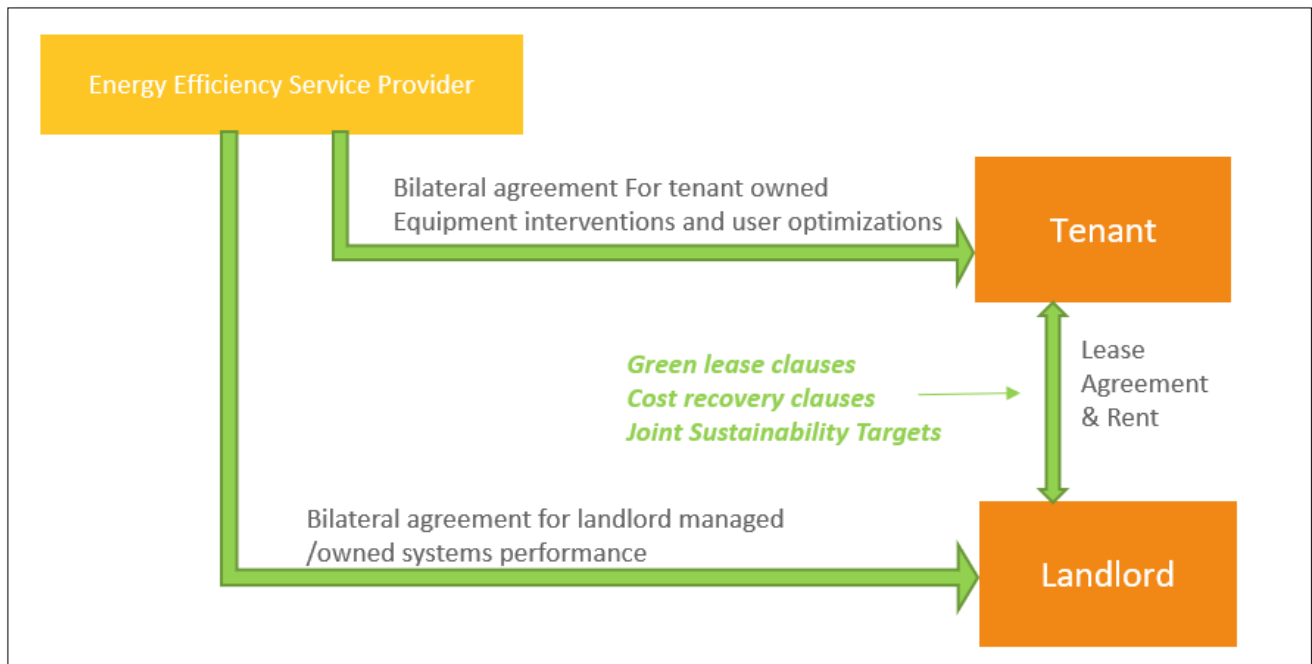 Energy Efficiency Service Provider
Bilateral agreement For tenant owned
Equipment interventions and user optimizations
Tenant
Green lease clauses
Cost recovery clauses
Joint Sustainability Targets
Lease
Agreement
& Rent
Bilateral agreement for landlord managed
/owned systems performance
Landlord